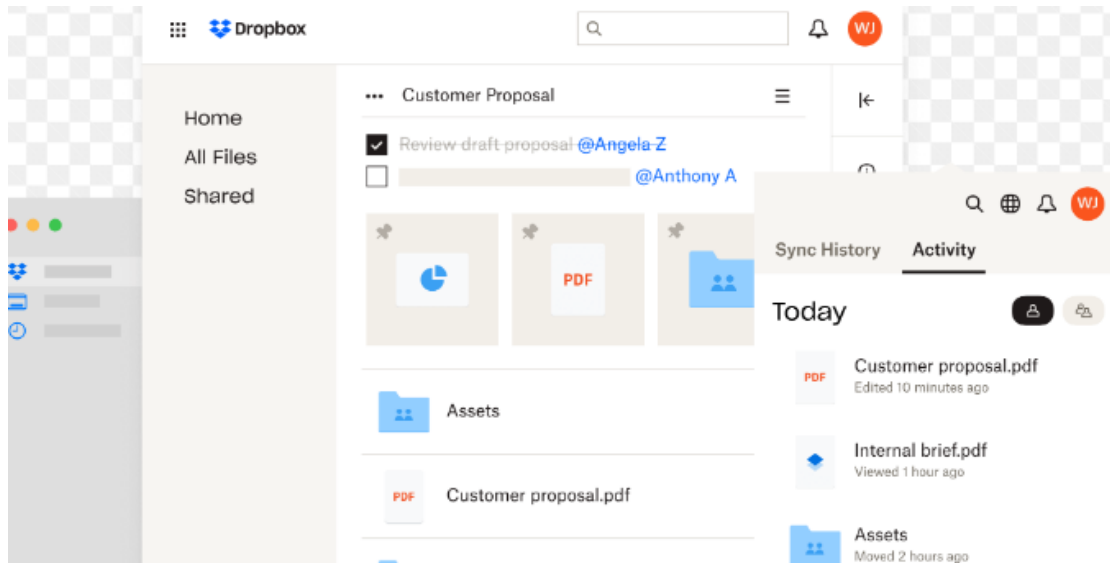 Dropbox
WJ
Home
All Files
Shared
Customer Proposal
Review draft proposal @Angela Z
@Anthony A
PDF
Assets
PDF
Customer proposal.pdf
WJ
Sync History
Activity
Today
PDF
Customer proposal.pdf
Edited 10 minutes ago
Internal brief.pdf
Viewed 1 hour ago
Assets
Moved 2 hours ago